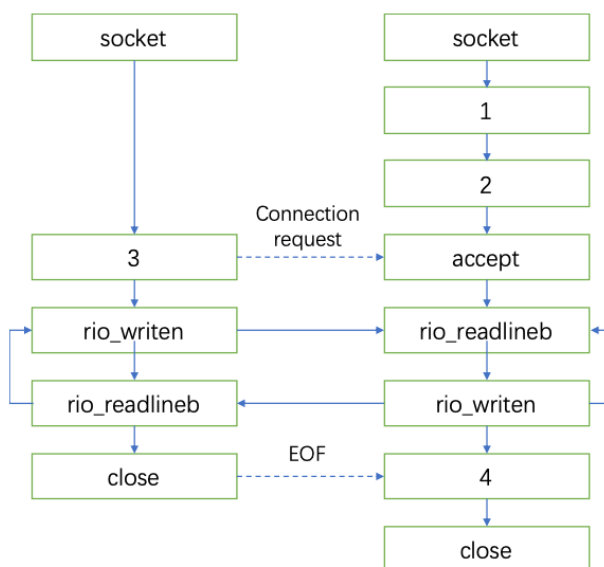 socket
socket
1
2
Connection
request
3
accept
rio_writen
rio_readlineb
rio_readlineb
rio_writen
EOF
close
4
close